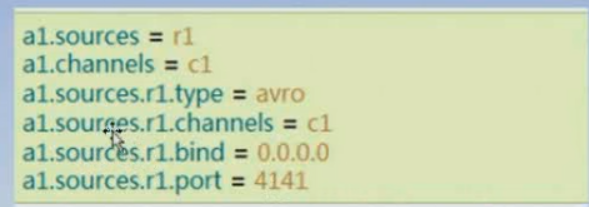 a1.sources = r1
a1.channels = c1
a1.sources.r1.type = avro
a1.sources.r1.channels = c1
a1.sources.r1.bind = 0.0.0.0
a1.sources.r1.port = 4141